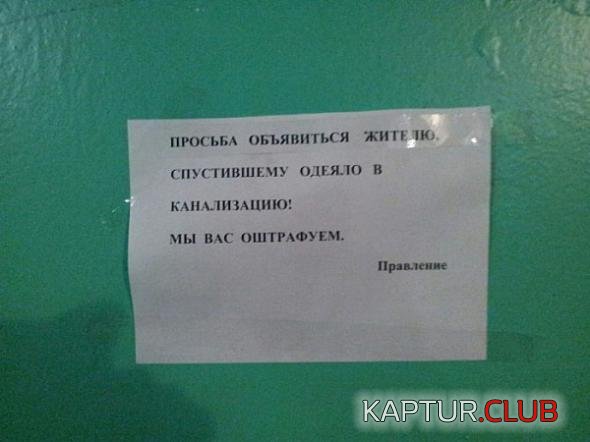 ПРОСЬБА ОБЪЯВИТЬСЯ ЖИТЕЛЮ,
СПУСТИВШЕМУ ОДЕЯЛО В
КАНАЛИЗАЦИЮ!
МЫ ВАС ОШТРАФУЕМ.
Правление
KAPTUR.CLUB